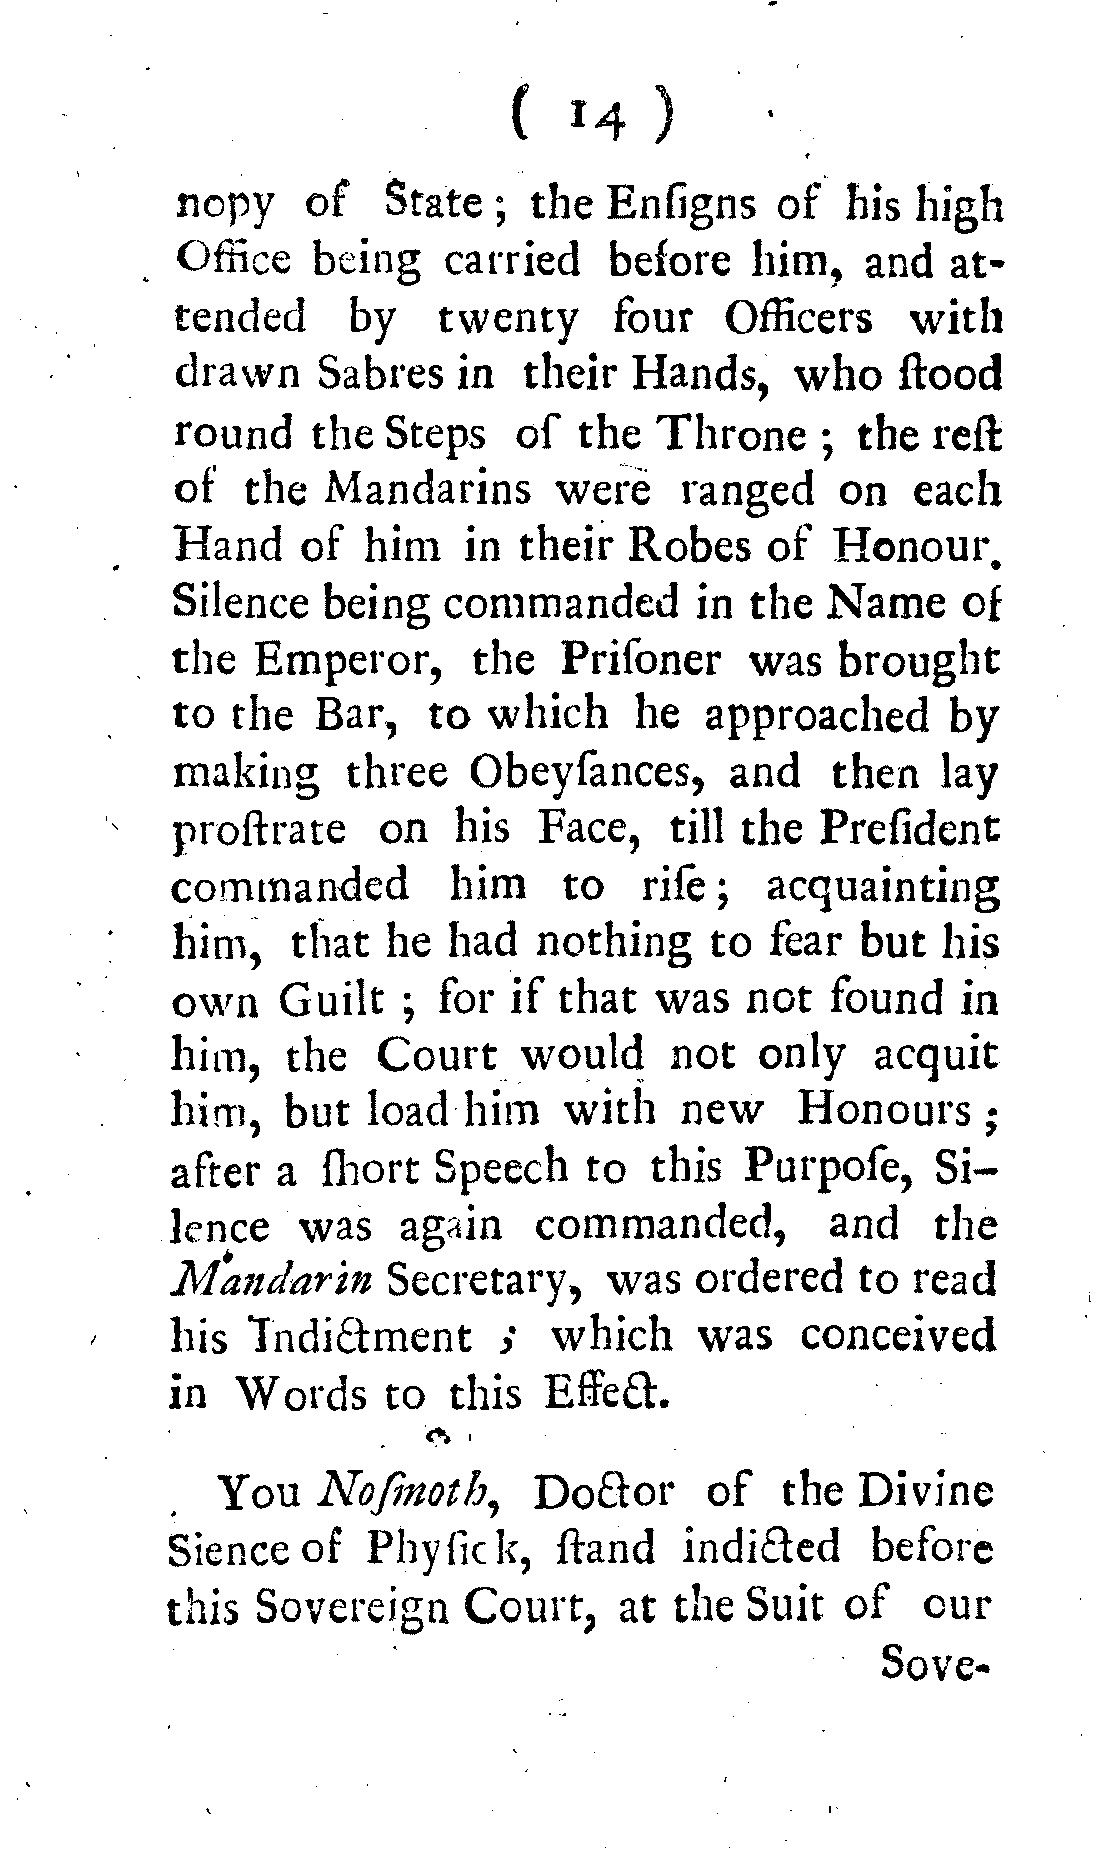 ( 14 )
nopy of State ; the Enſigns of his high
Office being carried before him, and at-
tended by twenty four Officers with
drawn Sabres in their Hands, who ſtood
round the Steps of the Throne ; the reſt
of the Mandarins were ranged on each
Hand of him in their Robes of Honour.
Silence being commanded in the Name of
the Emperor, the Priſoner was brought
to the Bar, to which he approached by
making three Obeyſances, and then lay
proſtrate on his Face, till the Preſident
commanded him to riſe ; acquainting
him, that he had nothing to fear but his
own Guilt ; for if that was not found in
him, the Court would not only acquit
him, but load him with new Honours ;
after a ſhort Speech to this Purpoſe, Si-
lence was again commanded, and the
Mandarin Secretary, was ordered to read
his Indictment ; which was conceived
in Words to this Effect.
You Noſmoth, Doctor of the Divine
Sience of Phyſick, ſtand indicted before
this Sovereign Court, at the Suit of our
Sove-